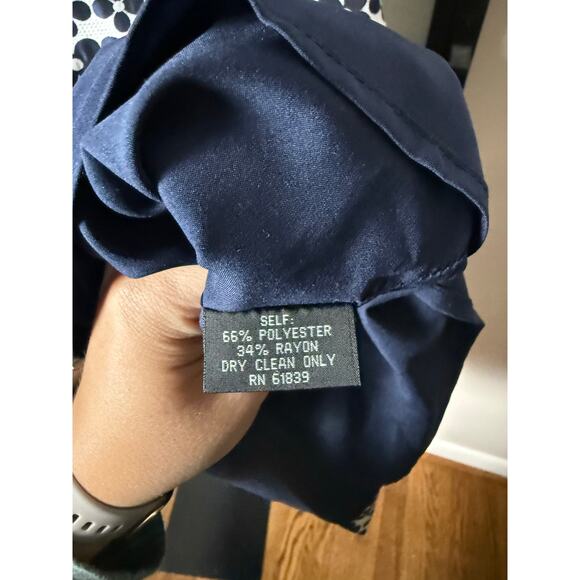 SELF:
66% POLYESTER
34% RAYON
DRY CLEAN ONLY
RN 61839